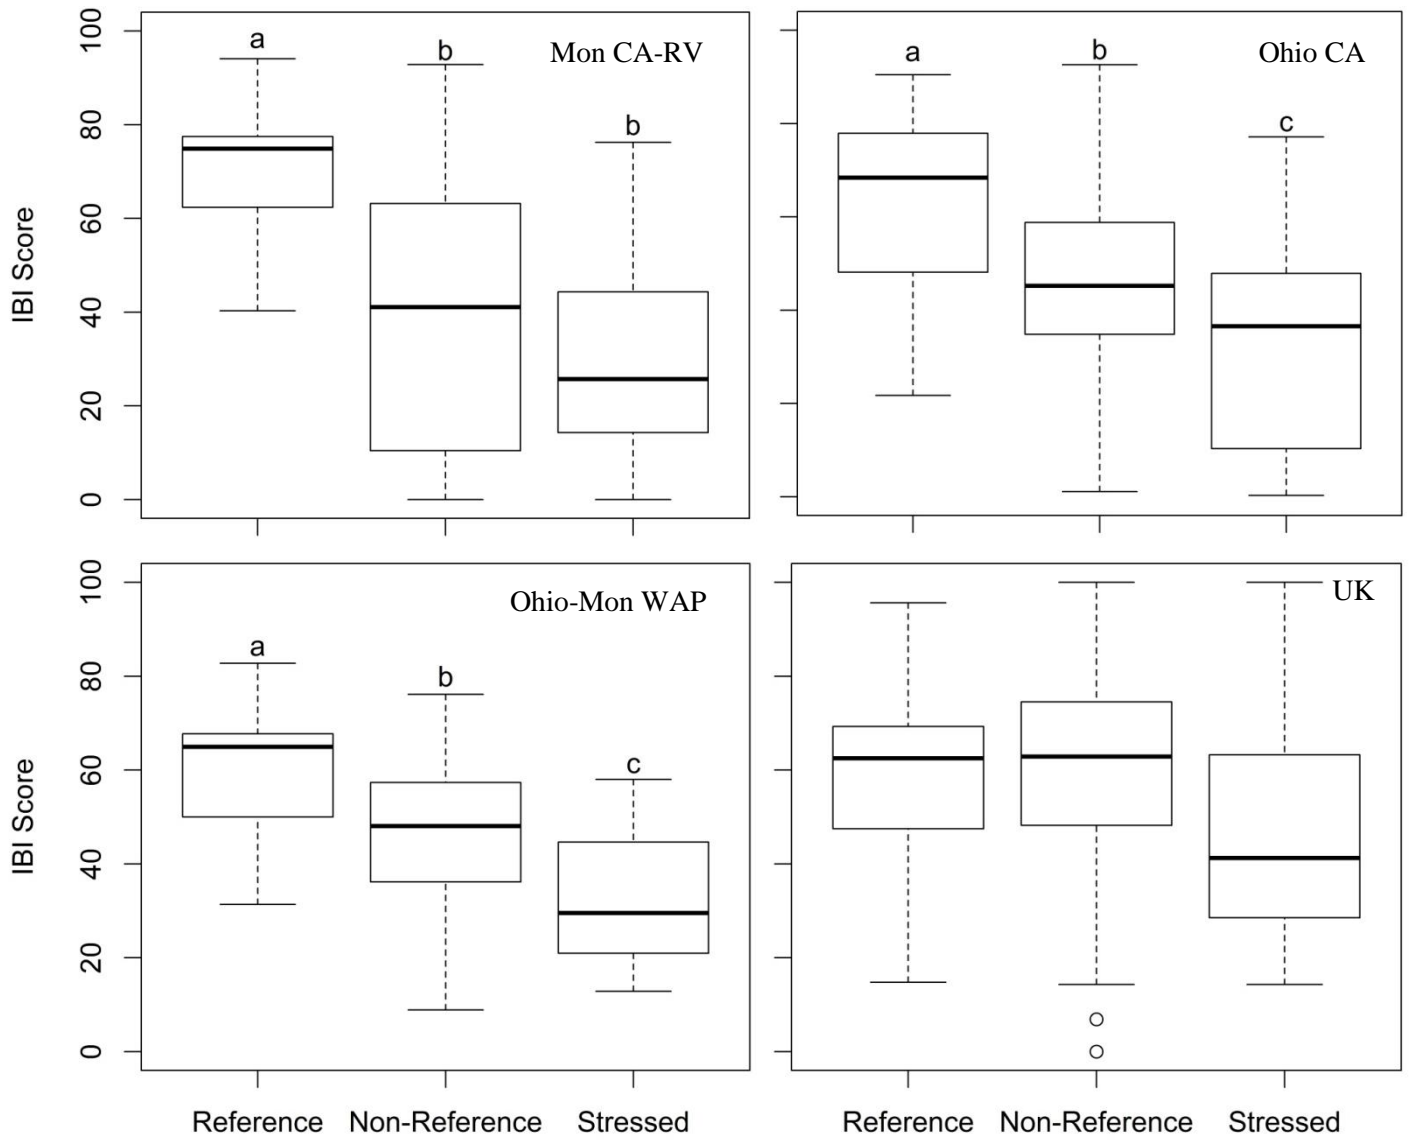 100
80
60
40
20
0
IBI Score
a
b
b
Mon CA-RV
a
b
c
Ohio CA
100
80
60
40
20
0
IBI Score
a
b
c
Ohio-Mon WAP
UK
Reference Non-Reference Stressed
Reference Non-Reference Stressed